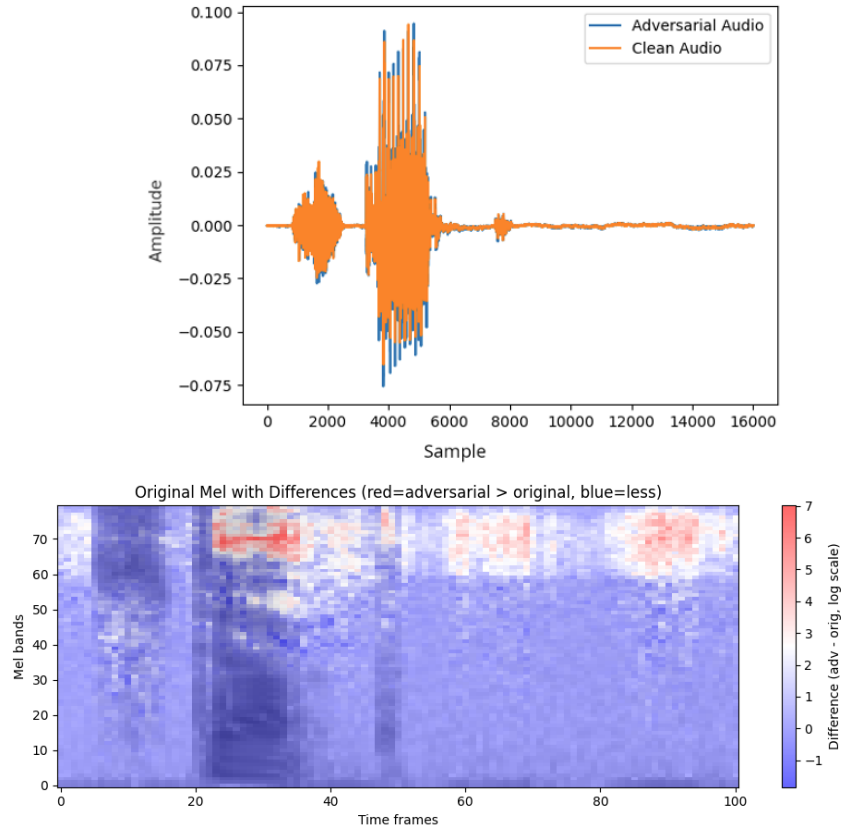 0.100
0.075
0.050
0.025
0.000
−0.025
−0.050
−0.075
Amplitude
Adversarial Audio
Clean Audio
0 2000 4000 6000 8000 10000 12000 14000 16000
Sample
Original Mel with Differences (red=adversarial > original, blue=less)
70
60
50
40
30
20
10
0
Mel bands
0 20 40 60 80 100
Time frames
7
6
5
4
3
2
1
0
−1
Difference (adv - orig, log scale)